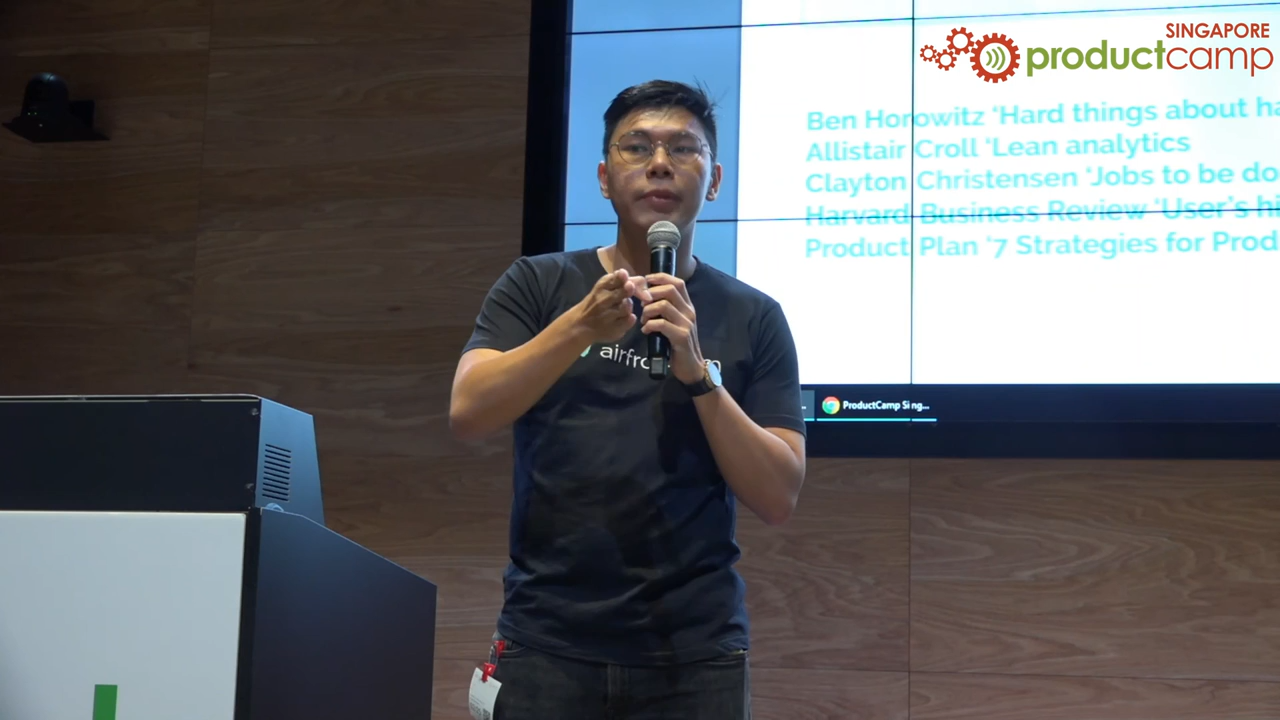 SINGAPORE
productcamp
Ben Horowitz ‘Hard things about ha
Allistair Croll ‘Lean analytics
Clayton Christensen ‘Jobs to be do
Harvard Business Review ‘User’s hi
Product Plan ‘7 Strategies for Prod
airfro
ProductCamp Sing...